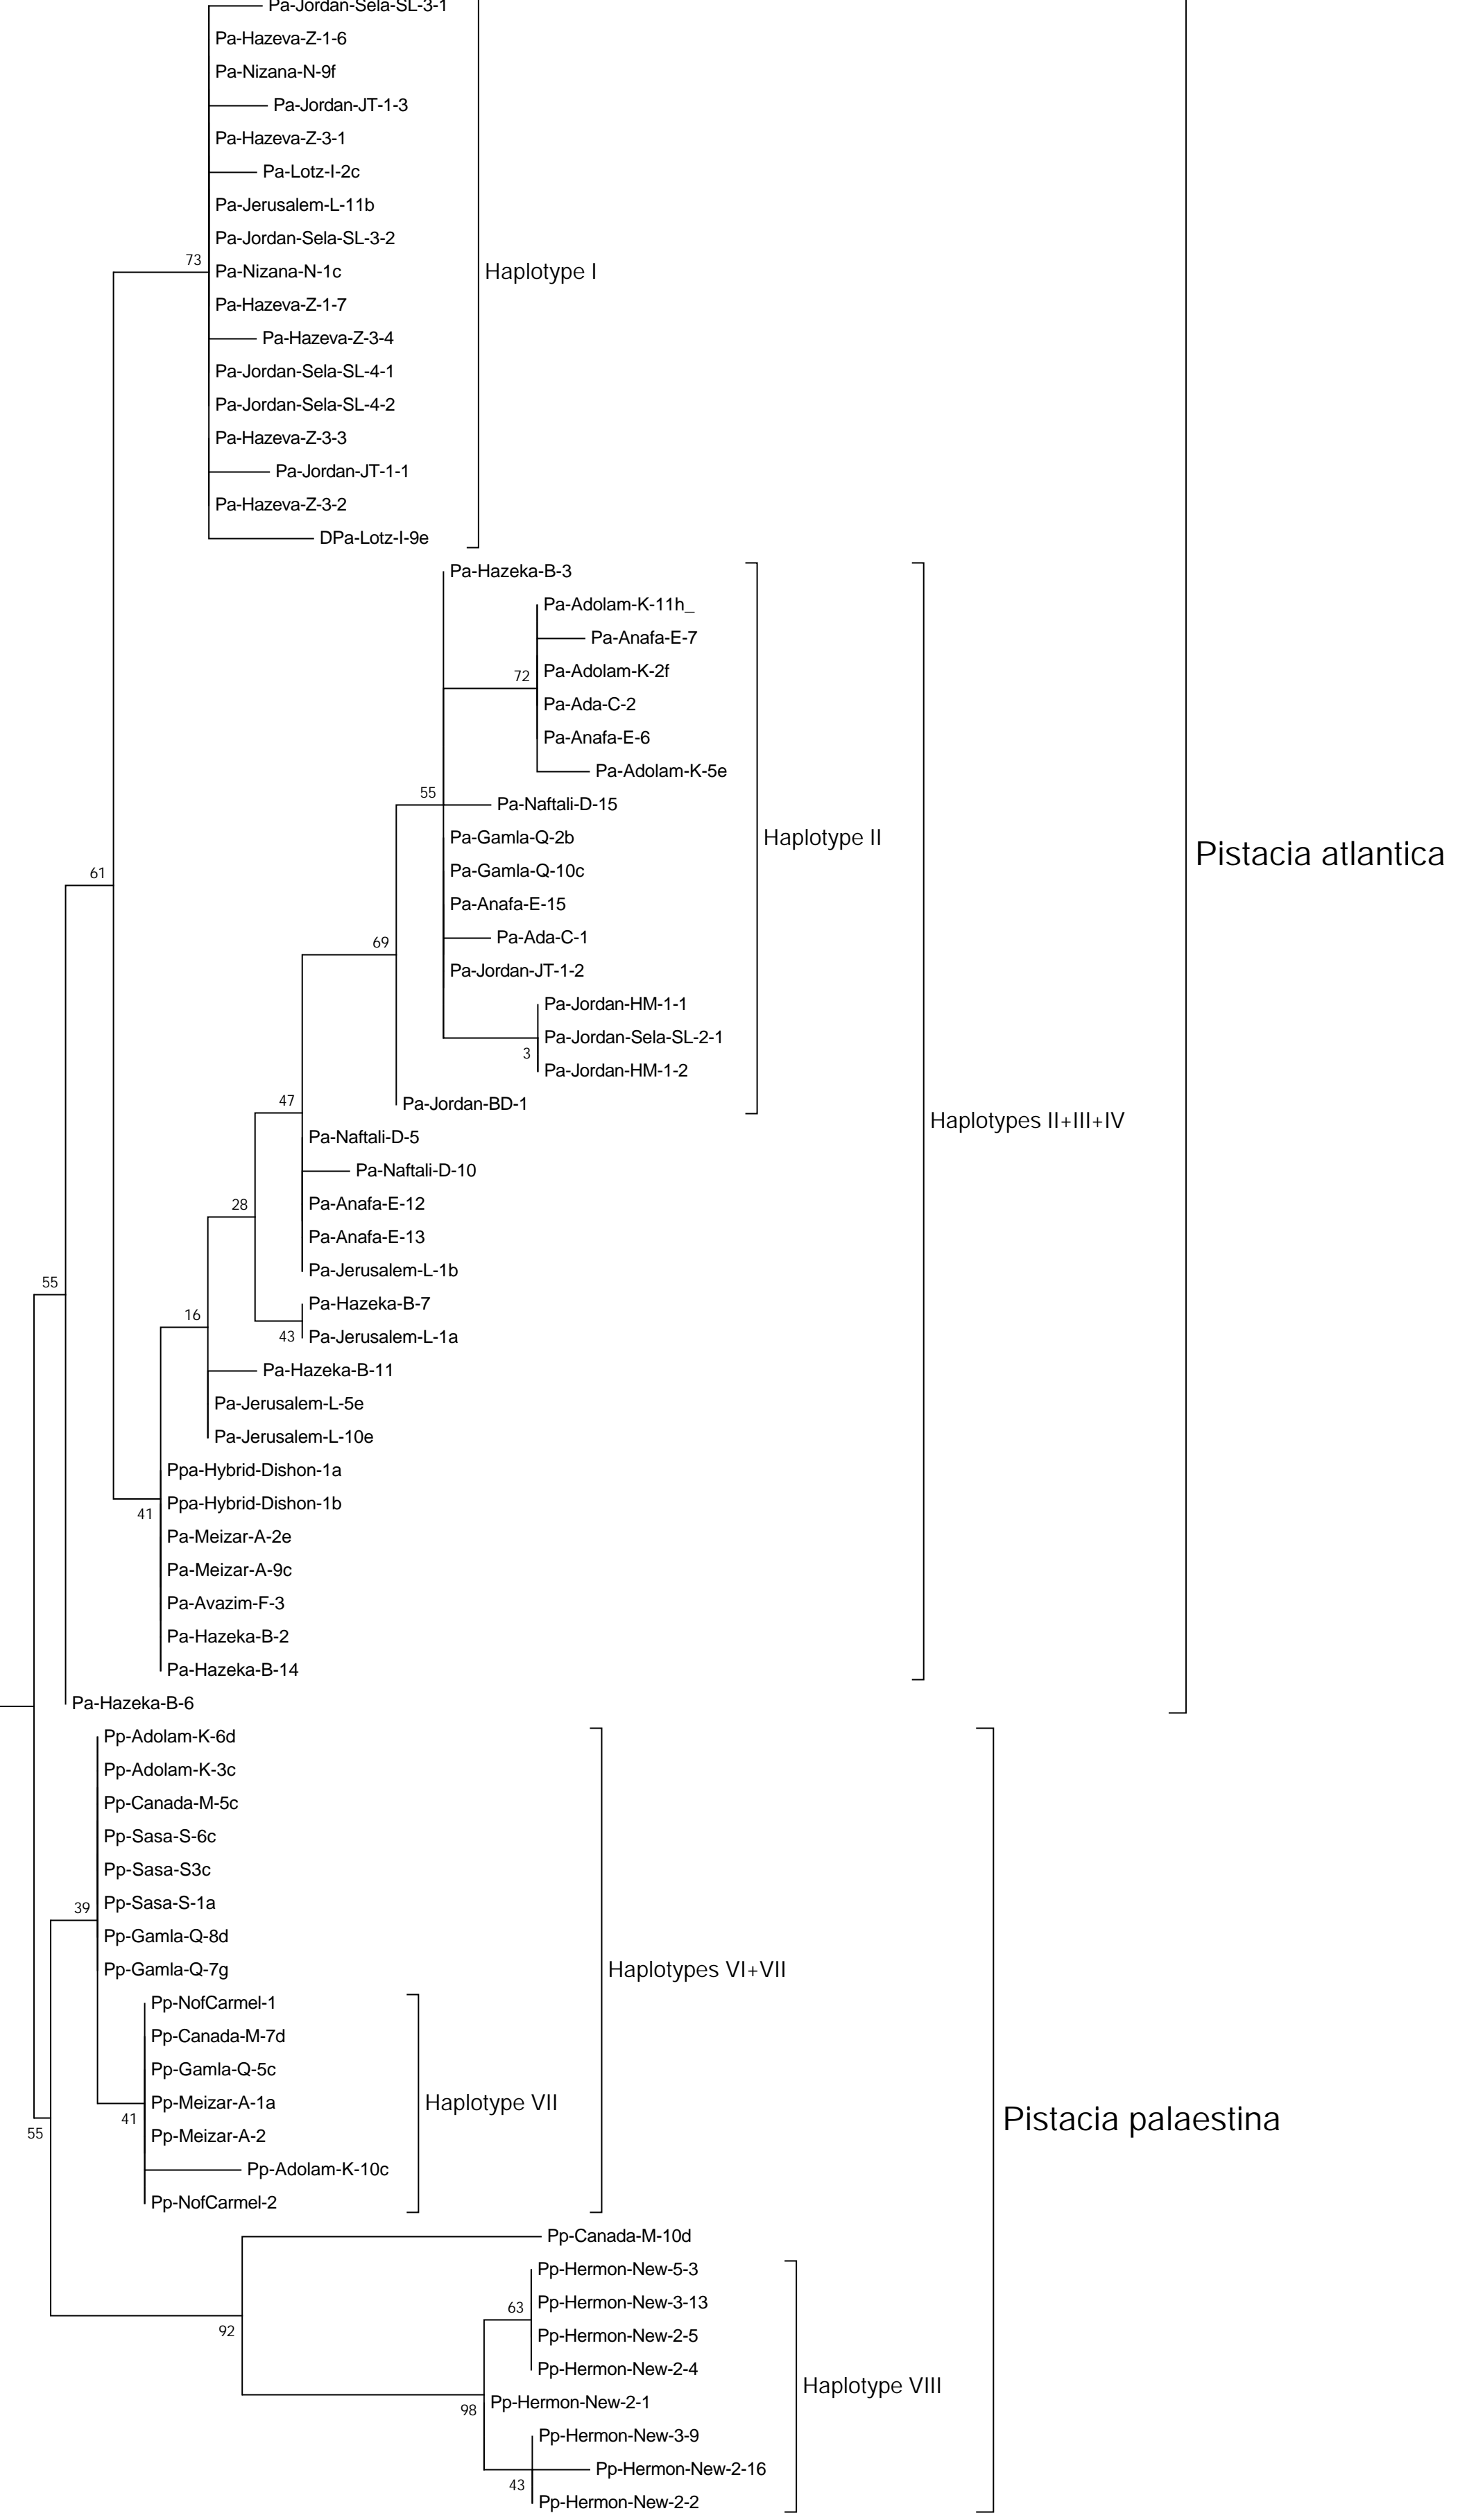 Pa-Jordan-Sela-SL-3-1
Pa-Hazeva-Z-1-6
Pa-Nizana-N-9f
Pa-Jordan-JT-1-3
Pa-Hazeva-Z-3-1
Pa-Lotz-I-2c
Pa-Jerusalem-L-11b
Pa-Jordan-Sela-SL-3-2
73
Pa-Nizana-N-1c
Haplotype I
Pa-Hazeva-Z-1-7
Pa-Hazeva-Z-3-4
Pa-Jordan-Sela-SL-4-1
Pa-Jordan-Sela-SL-4-2
Pa-Hazeva-Z-3-3
Pa-Jordan-JT-1-1
Pa-Hazeva-Z-3-2
DPa-Lotz-I-9e
Pa-Hazeka-B-3
Pa-Adolam-K-11h_
Pa-Anafa-E-7
Pa-Adolam-K-2f
72
Pa-Ada-C-2
Pa-Anafa-E-6
Pa-Adolam-K-5e
55
Pa-Naftali-D-15
Pa-Gamla-Q-2b
Haplotype II
Pistacia atlantica
Pa-Gamla-Q-10c
61
Pa-Anafa-E-15
Pa-Ada-C-1
69
Pa-Jordan-JT-1-2
Pa-Jordan-HM-1-1
Pa-Jordan-Sela-SL-2-1
3
Pa-Jordan-HM-1-2
47
Pa-Jordan-BD-1
Haplotypes II+III+IV
Pa-Naftali-D-5
Pa-Naftali-D-10
28
Pa-Anafa-E-12
Pa-Anafa-E-13
Pa-Jerusalem-L-1b
55
Pa-Hazeka-B-7
16
43
Pa-Jerusalem-L-1a
Pa-Hazeka-B-11
Pa-Jerusalem-L-5e
Pa-Jerusalem-L-10e
Ppa-Hybrid-Dishon-1a
Ppa-Hybrid-Dishon-1b
41
Pa-Meizar-A-2e
Pa-Meizar-A-9c
Pa-Avazim-F-3
Pa-Hazeka-B-2
Pa-Hazeka-B-14
Pa-Hazeka-B-6
Pp-Adolam-K-6d
Pp-Adolam-K-3c
Pp-Canada-M-5c
Pp-Sasa-S-6c
Pp-Sasa-S3c
Pp-Sasa-S-1a
39
Pp-Gamla-Q-8d
Pp-Gamla-Q-7g
Haplotypes VI+VII
Pp-NofCarmel-1
Pp-Canada-M-7d
Pp-Gamla-Q-5c
Pp-Meizar-A-1a
Haplotype VII
41
Pistacia palaestina
55
Pp-Meizar-A-2
Pp-Adolam-K-10c
Pp-NofCarmel-2
Pp-Canada-M-10d
Pp-Hermon-New-5-3
Pp-Hermon-New-3-13
63
92
Pp-Hermon-New-2-5
Pp-Hermon-New-2-4
Haplotype VIII
Pp-Hermon-New-2-1
98
Pp-Hermon-New-3-9
Pp-Hermon-New-2-16
43
Pp-Hermon-New-2-2